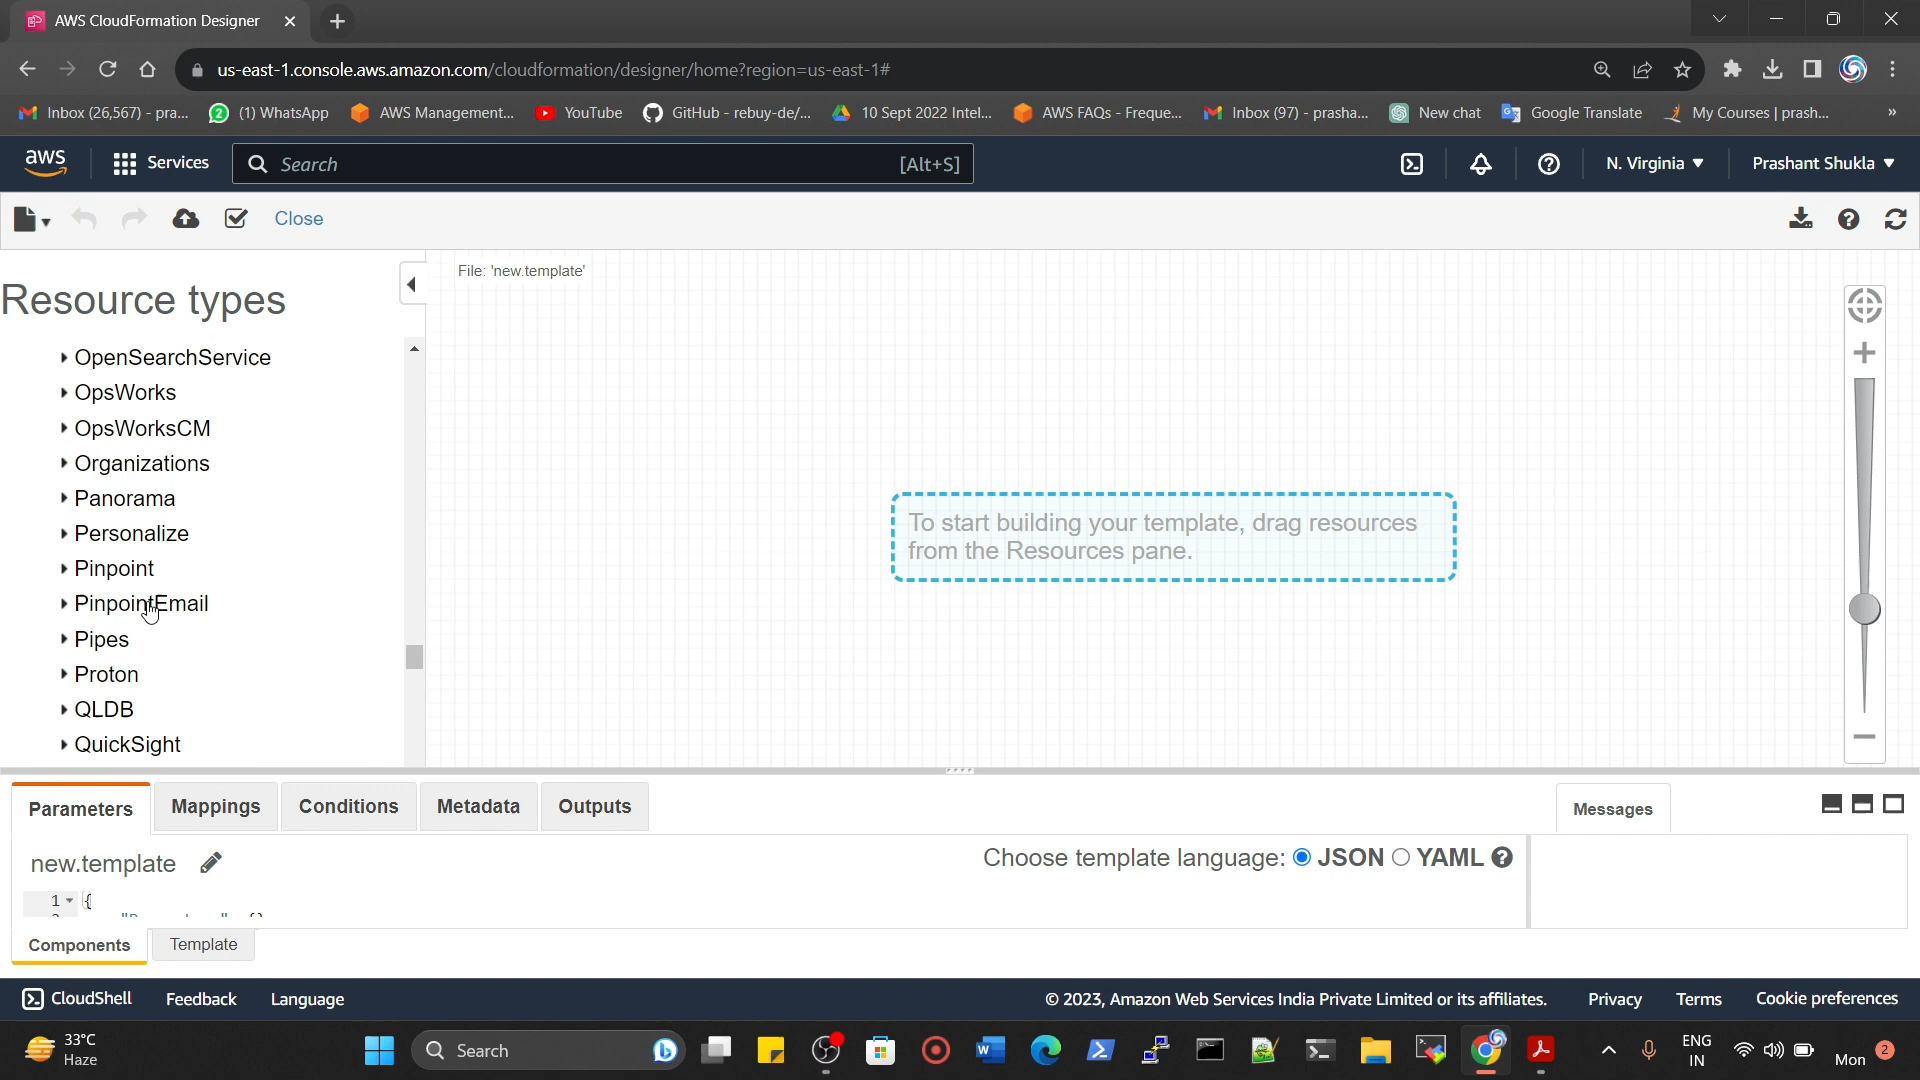 AWS CloudFormation Designer
us-east-1.console.aws.amazon.com/cloudformation/designer/home?region=us-east-1#
Inbox (26,567) - pra...
(1) WhatsApp
AWS Management...
YouTube
GitHub - rebuy-de/...
10 Sept 2022 Intel...
AWS FAQs - Freque...
Inbox (97) - prasha...
New chat
Google Translate
My Courses | prash...
»
aws
Services
Search
[Alt+S]
N. Virginia
Prashant Shukla
Close
Resource types
File: 'new.template'
OpenSearchService
OpsWorks
OpsWorksCM
Organizations
Panorama
Personalize
Pinpoint
PinpointEmail
Pipes
Proton
QLDB
QuickSight
To start building your template, drag resources
from the Resources pane.
Parameters
Mappings
Conditions
Metadata
Outputs
Messages
new.template
Choose template language: JSON YAML
1 {
Components
Template
CloudShell
Feedback
Language
© 2023, Amazon Web Services India Private Limited or its affiliates.
Privacy
Terms
Cookie preferences
33°C
Haze
Search
ENG
IN
Mon
2